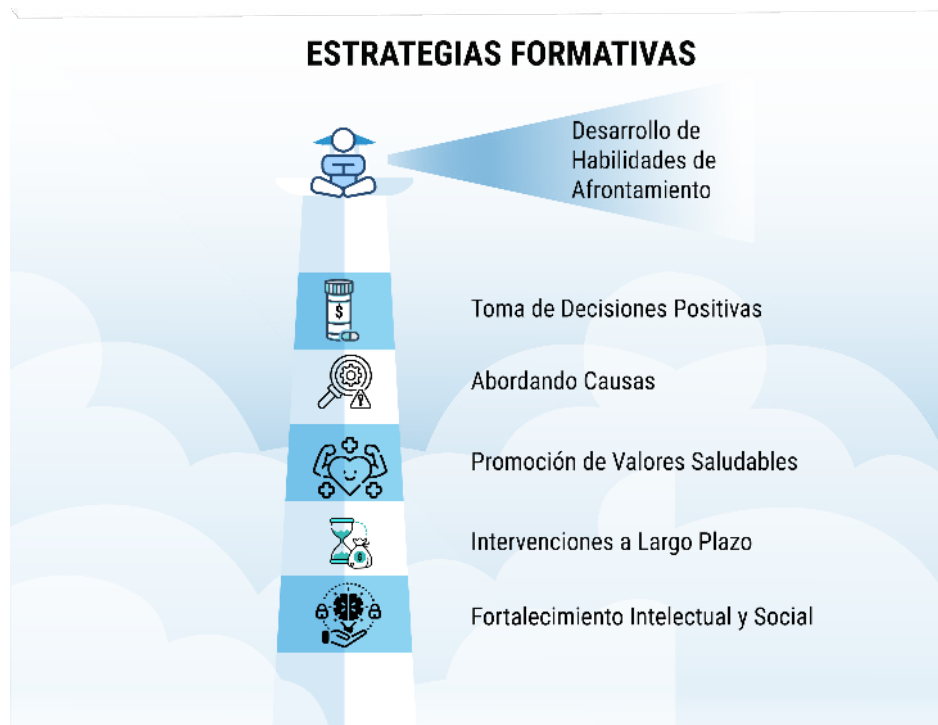 ESTRATEGIAS FORMATIVAS
Desarrollo de
Habilidades de
Afrontamiento
$
Toma de Decisiones Positivas
Abordando Causas
Promoción de Valores Saludables
$
Intervenciones a Largo Plazo
Fortalecimiento Intelectual y Social